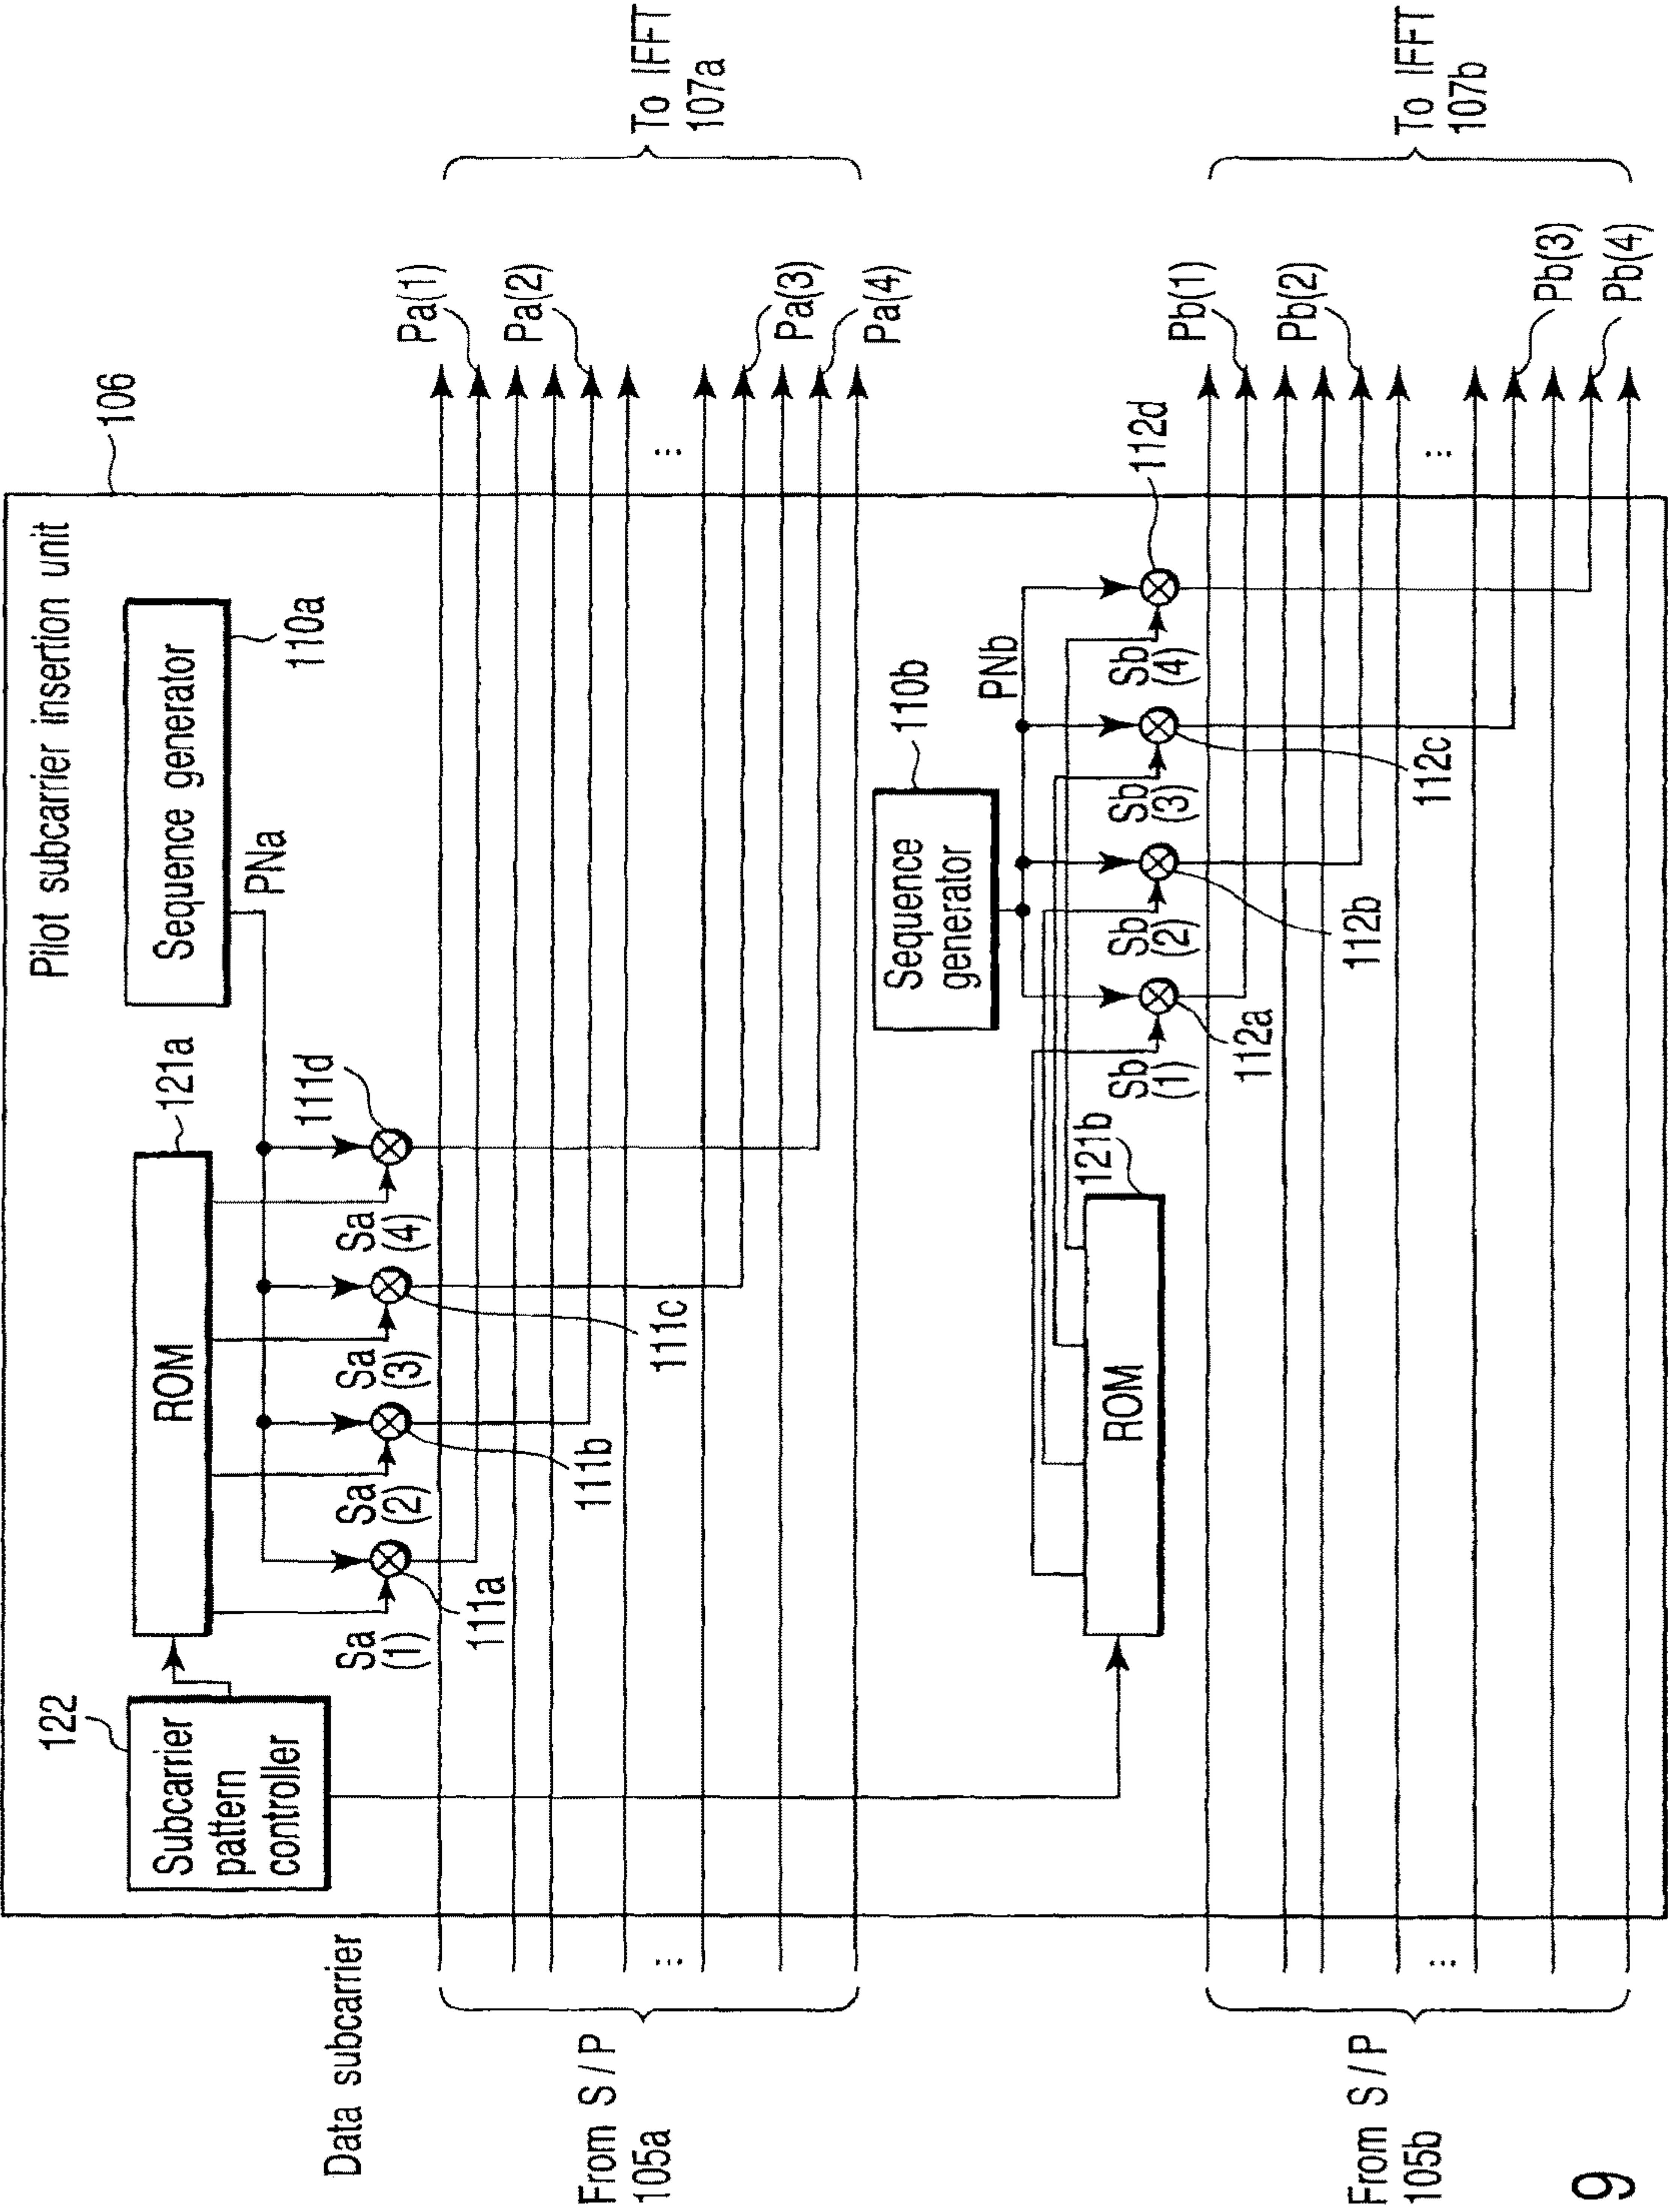 Pilot subcarrier insertion unit
106
122
Subcarrier
pattern
controller
ROM
121a
Sequence generator
110a
PNa
Sa
(1)
Sa
(2)
Sa
(3)
Sa
(4)
111a
111b
111c
111d
Data subcarrier
From S / P
105a
...
...
Pa(1)
Pa(2)
Pa(3)
Pa(4)
To IFFT
107a
Sequence
generator
110b
PNb
ROM
121b
Sb
(1)
Sb
(2)
Sb
(3)
Sb
(4)
112a
112b
112c
112d
From S / P
105b
...
...
Pb(1)
Pb(2)
Pb(3)
Pb(4)
To IFFT
107b
9